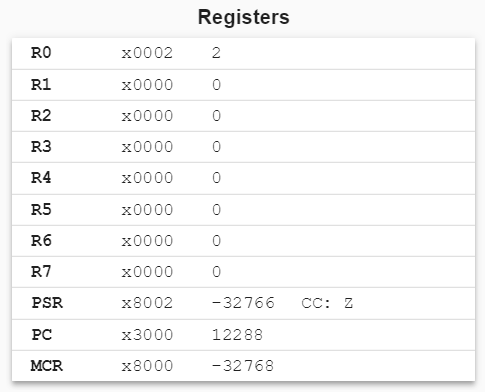 Registers
R0 x0002 2
R1 x0000 0
R2 x0000 0
R3 x0000 0
R4 x0000 0
R5 x0000 0
R6 x0000 0
R7 x0000 0
PSR x8002 -32766 CC: Z
PC x3000 12288
MCR x8000 -32768